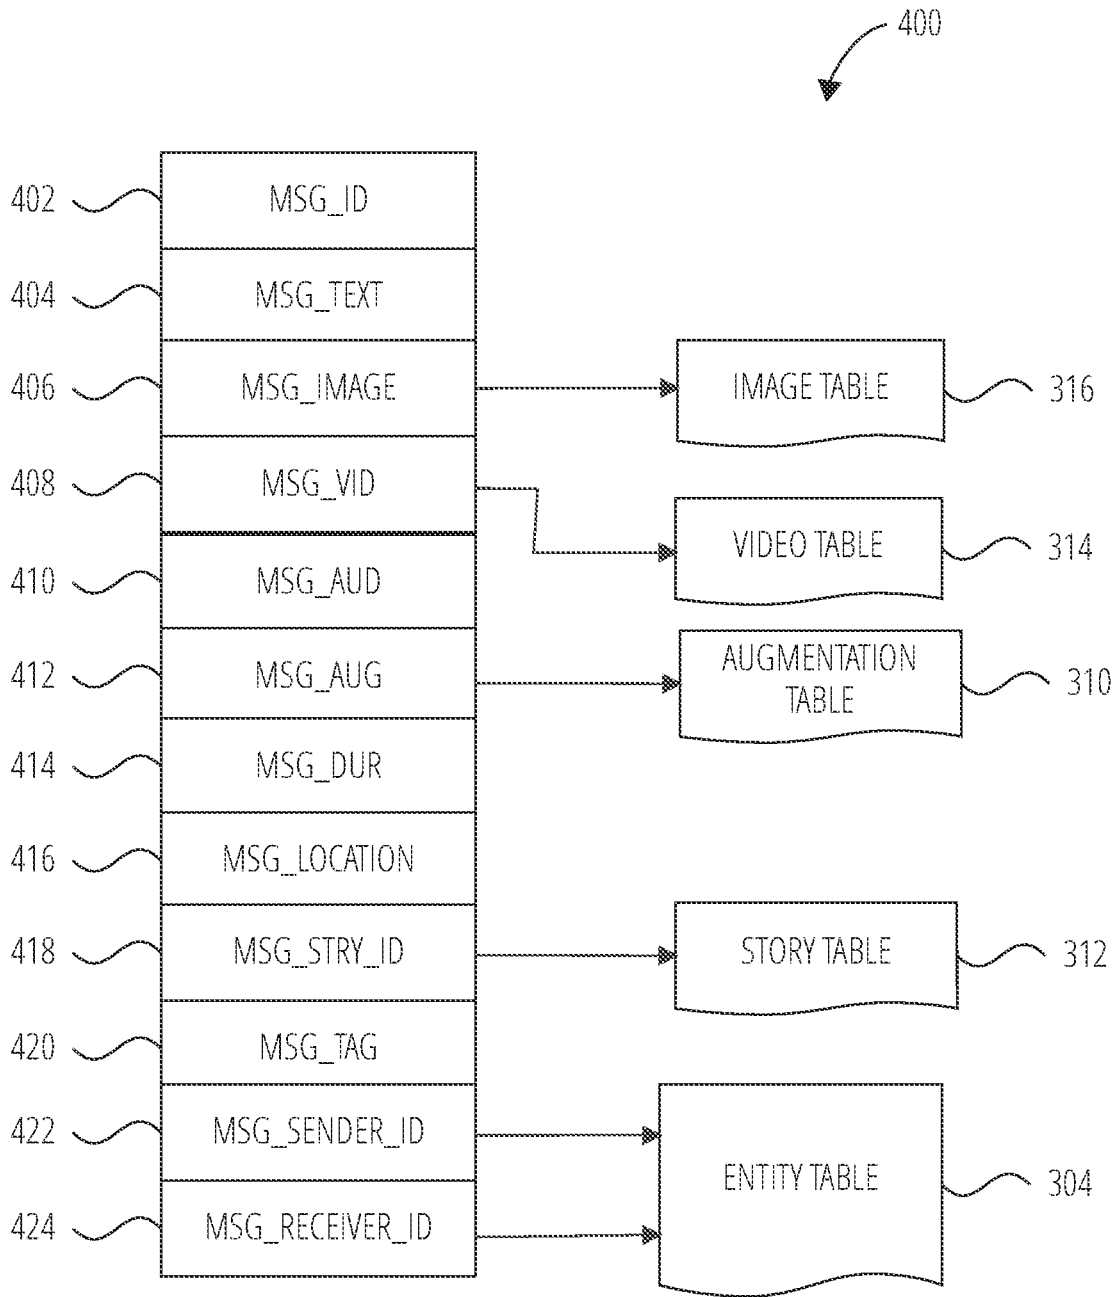 400
402 MSG_ID
404 MSG_TEXT
406 MSG_IMAGE IMAGE TABLE 316
408 MSG_VID
VIDEO TABLE 314
410 MSG_AUD
412 MSG_AUG AUGMENTATION
TABLE 310
414 MSG_DUR
416 MSG_LOCATION
418 MSG_STRY_ID STORY TABLE 312
420 MSG_TAG
422 MSG_SENDER_ID
ENTITY TABLE 304
424 MSG_RECEIVER_ID